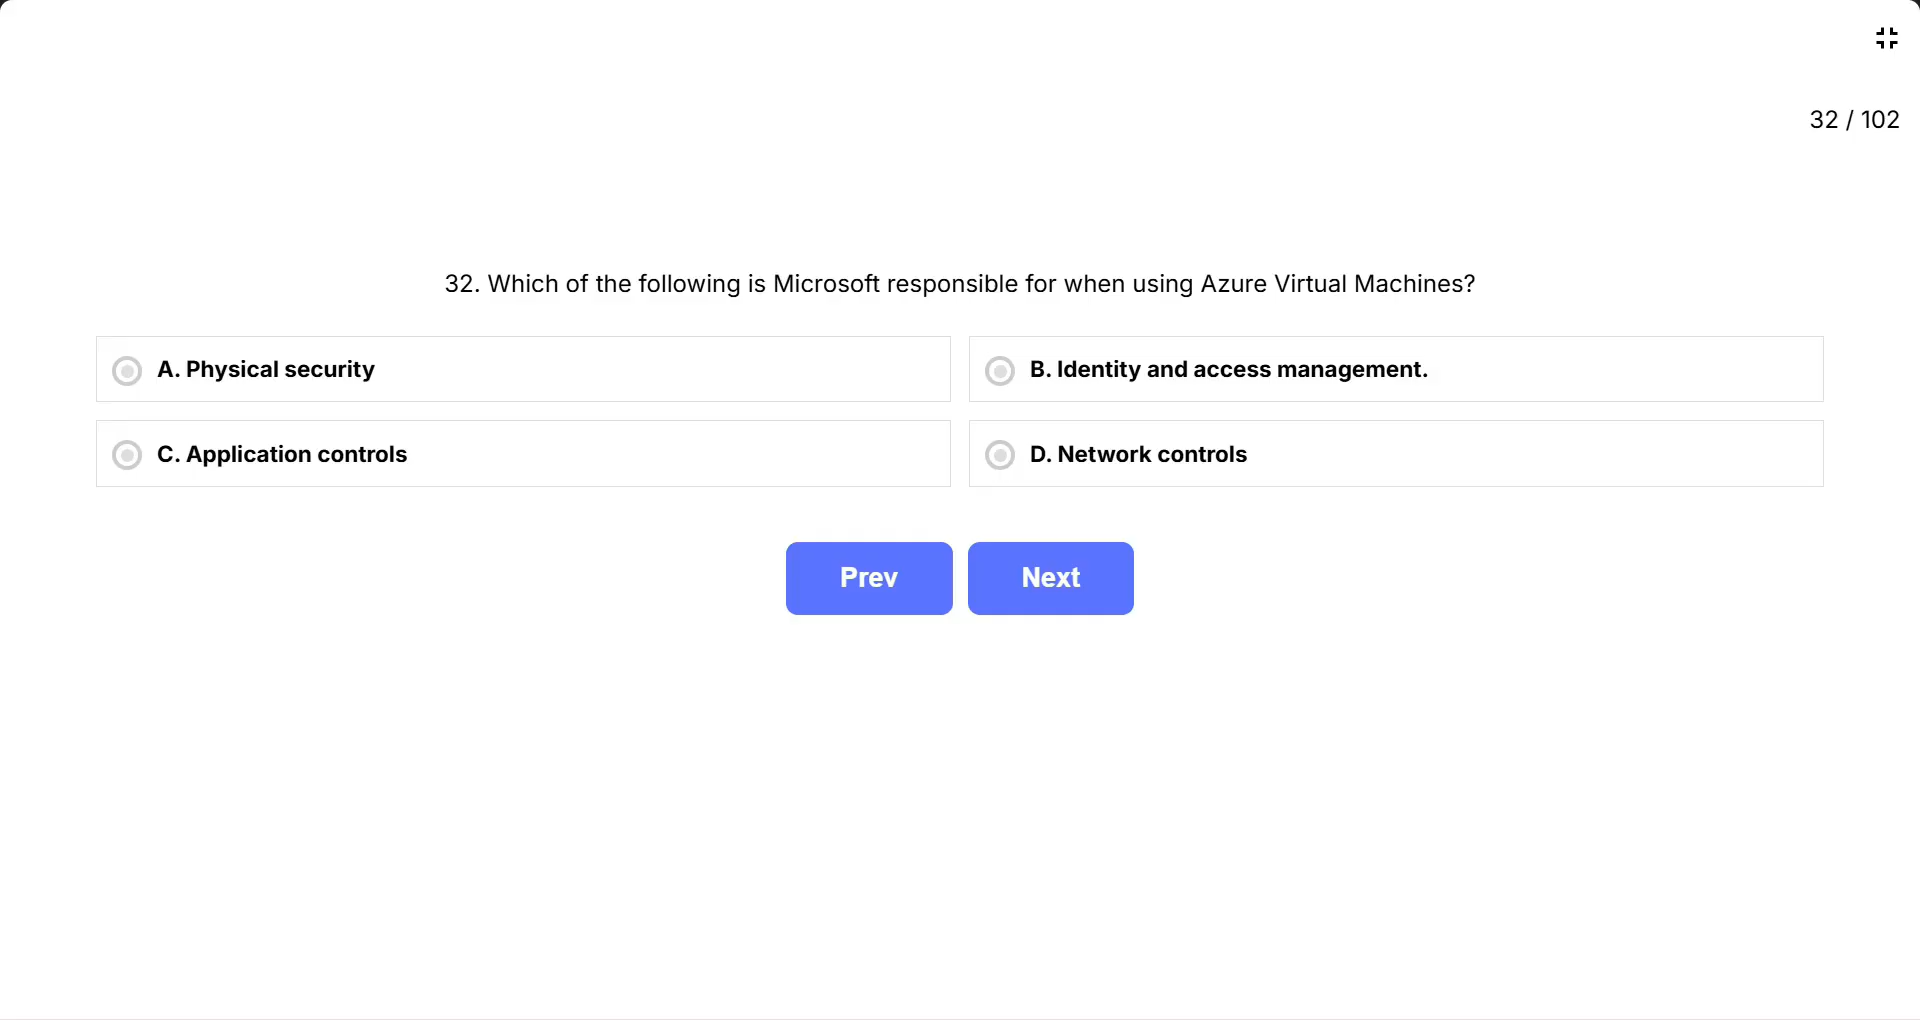 32 / 102
32. Which of the following is Microsoft responsible for when using Azure Virtual Machines?
A. Physical security
B. Identity and access management.
C. Application controls
D. Network controls
Prev
Next